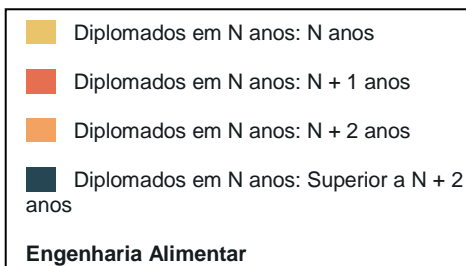 Diplomados em N anos: N anos
Diplomados em N anos: N + 1 anos
Diplomados em N anos: N + 2 anos
Diplomados em N anos: Superior a N + 2
anos
Engenharia Alimentar